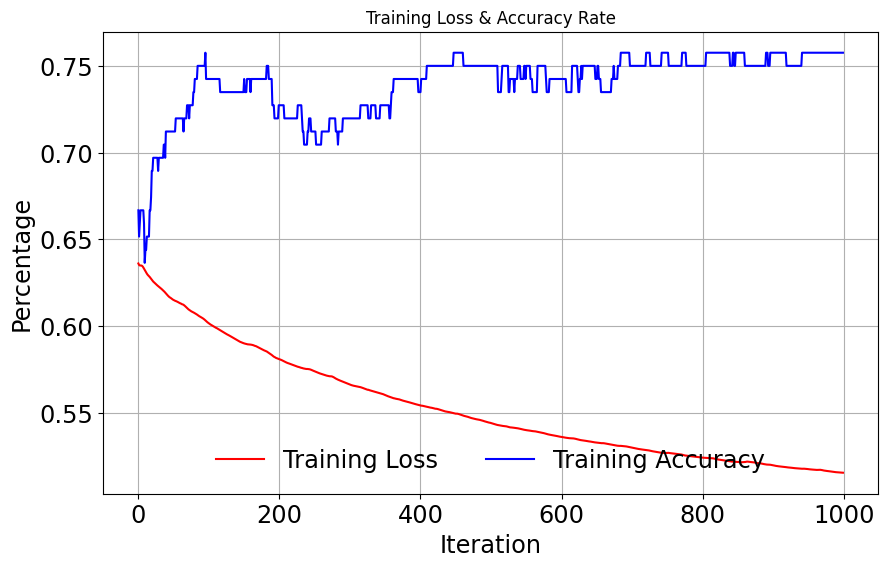 Training Loss & Accuracy Rate
Percentage
0.75
0.70
0.65
0.60
0.55
Training Loss Training Accuracy
0 200 400 600 800 1000
Iteration